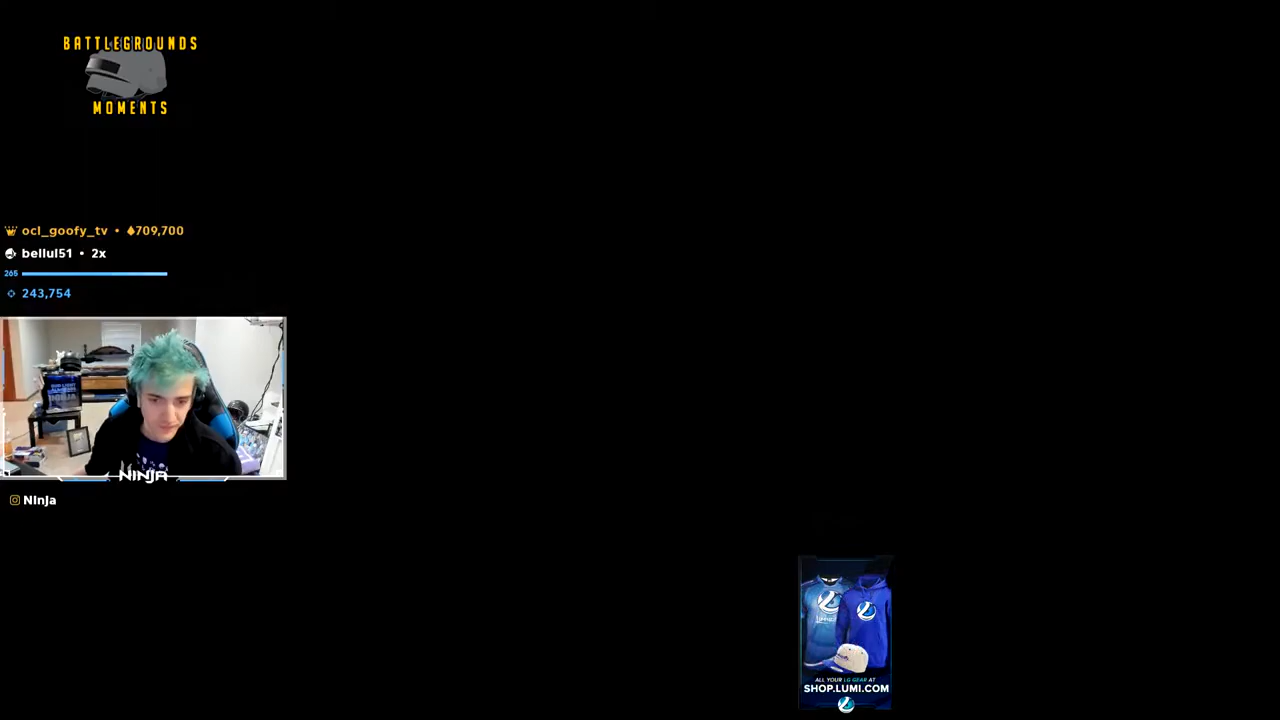 BATTLEGROUNDS
MOMENTS
ocl_goofy_tv • ♠709,700
bellul51 • 2x
265
243,754
NINJA
NINJA
Ninja
ALL YOUR LG GEAR AT
SHOP.LUMI.COM